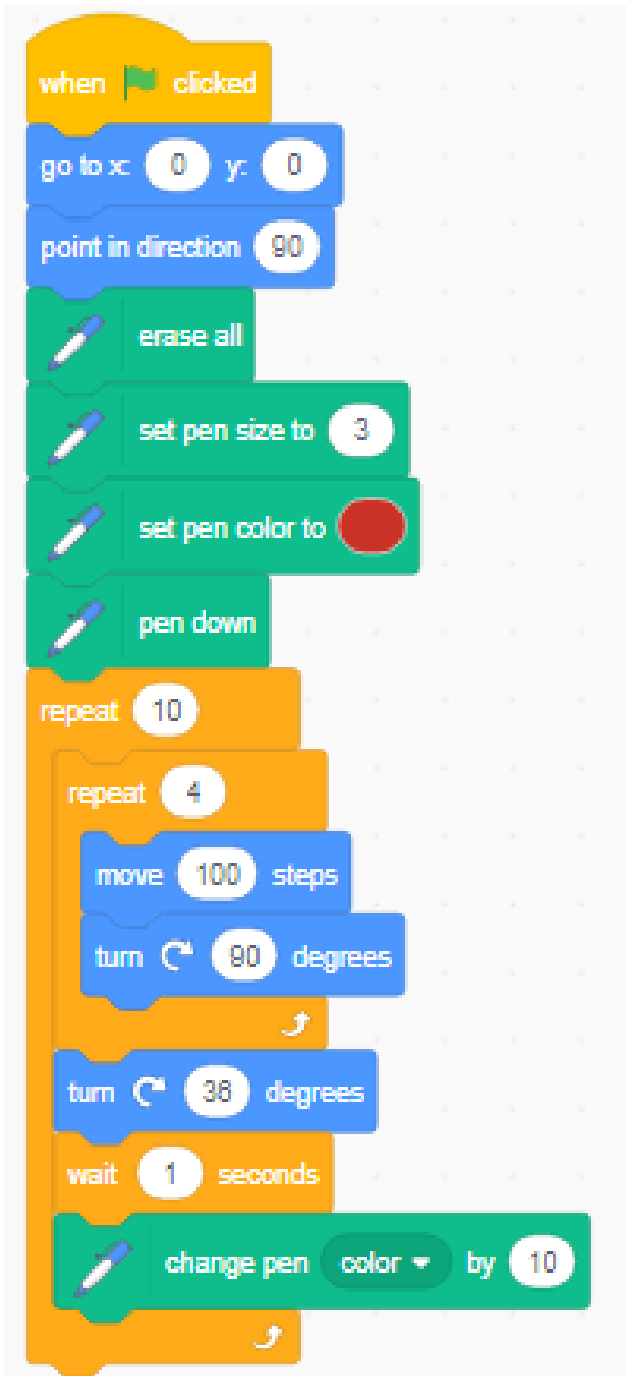 when clicked
go to x: 0 y: 0
point in direction 90
erase all
set pen size to 3
set pen color to
pen down
repeat 10
repeat 4
move 100 steps
turn 90 degrees
turn 36 degrees
wait 1 seconds
change pen color by 10